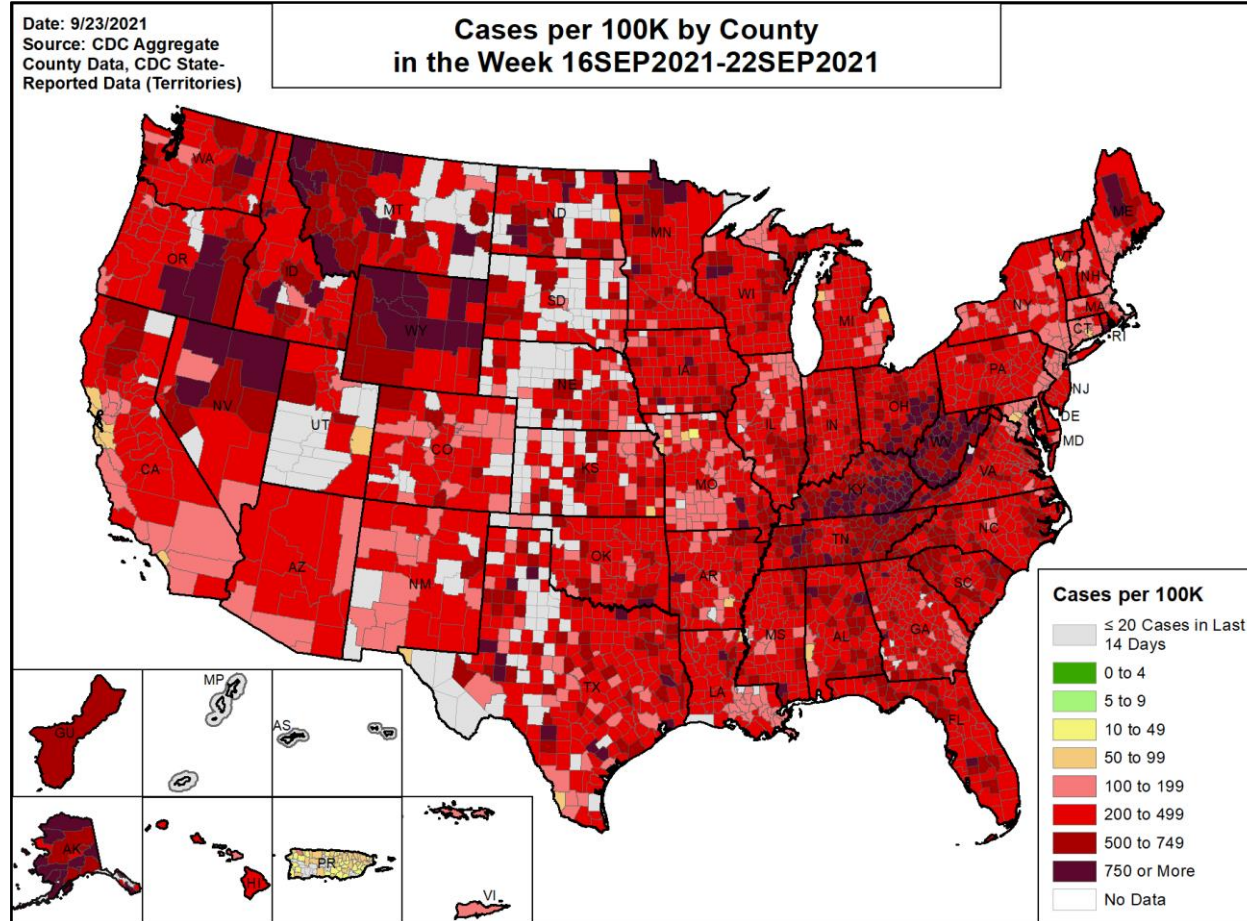 Date: 9/23/2021
Source: CDC Aggregate
County Data, CDC State-
Reported Data (Territories)
Cases per 100K by County
in the Week 16SEP2021-22SEP2021
WA
MT
ND
MN
ME
OR
ID
SD
WI
MI
VT
NH
NY
MA
CT
RI
WY
IA
NE
PA
NJ
NV
UT
CO
IL
IN
OH
DE
MD
WV
VA
CA
KS
MO
KY
NC
TN
AZ
NM
OK
AR
SC
MS
AL
GA
TX
LA
FL
GU
MP
AS
AK
HI
PR
VI
Cases per 100K
≤ 20 Cases in Last
14 Days
0 to 4
5 to 9
10 to 49
50 to 99
100 to 199
200 to 499
500 to 749
750 or More
No Data